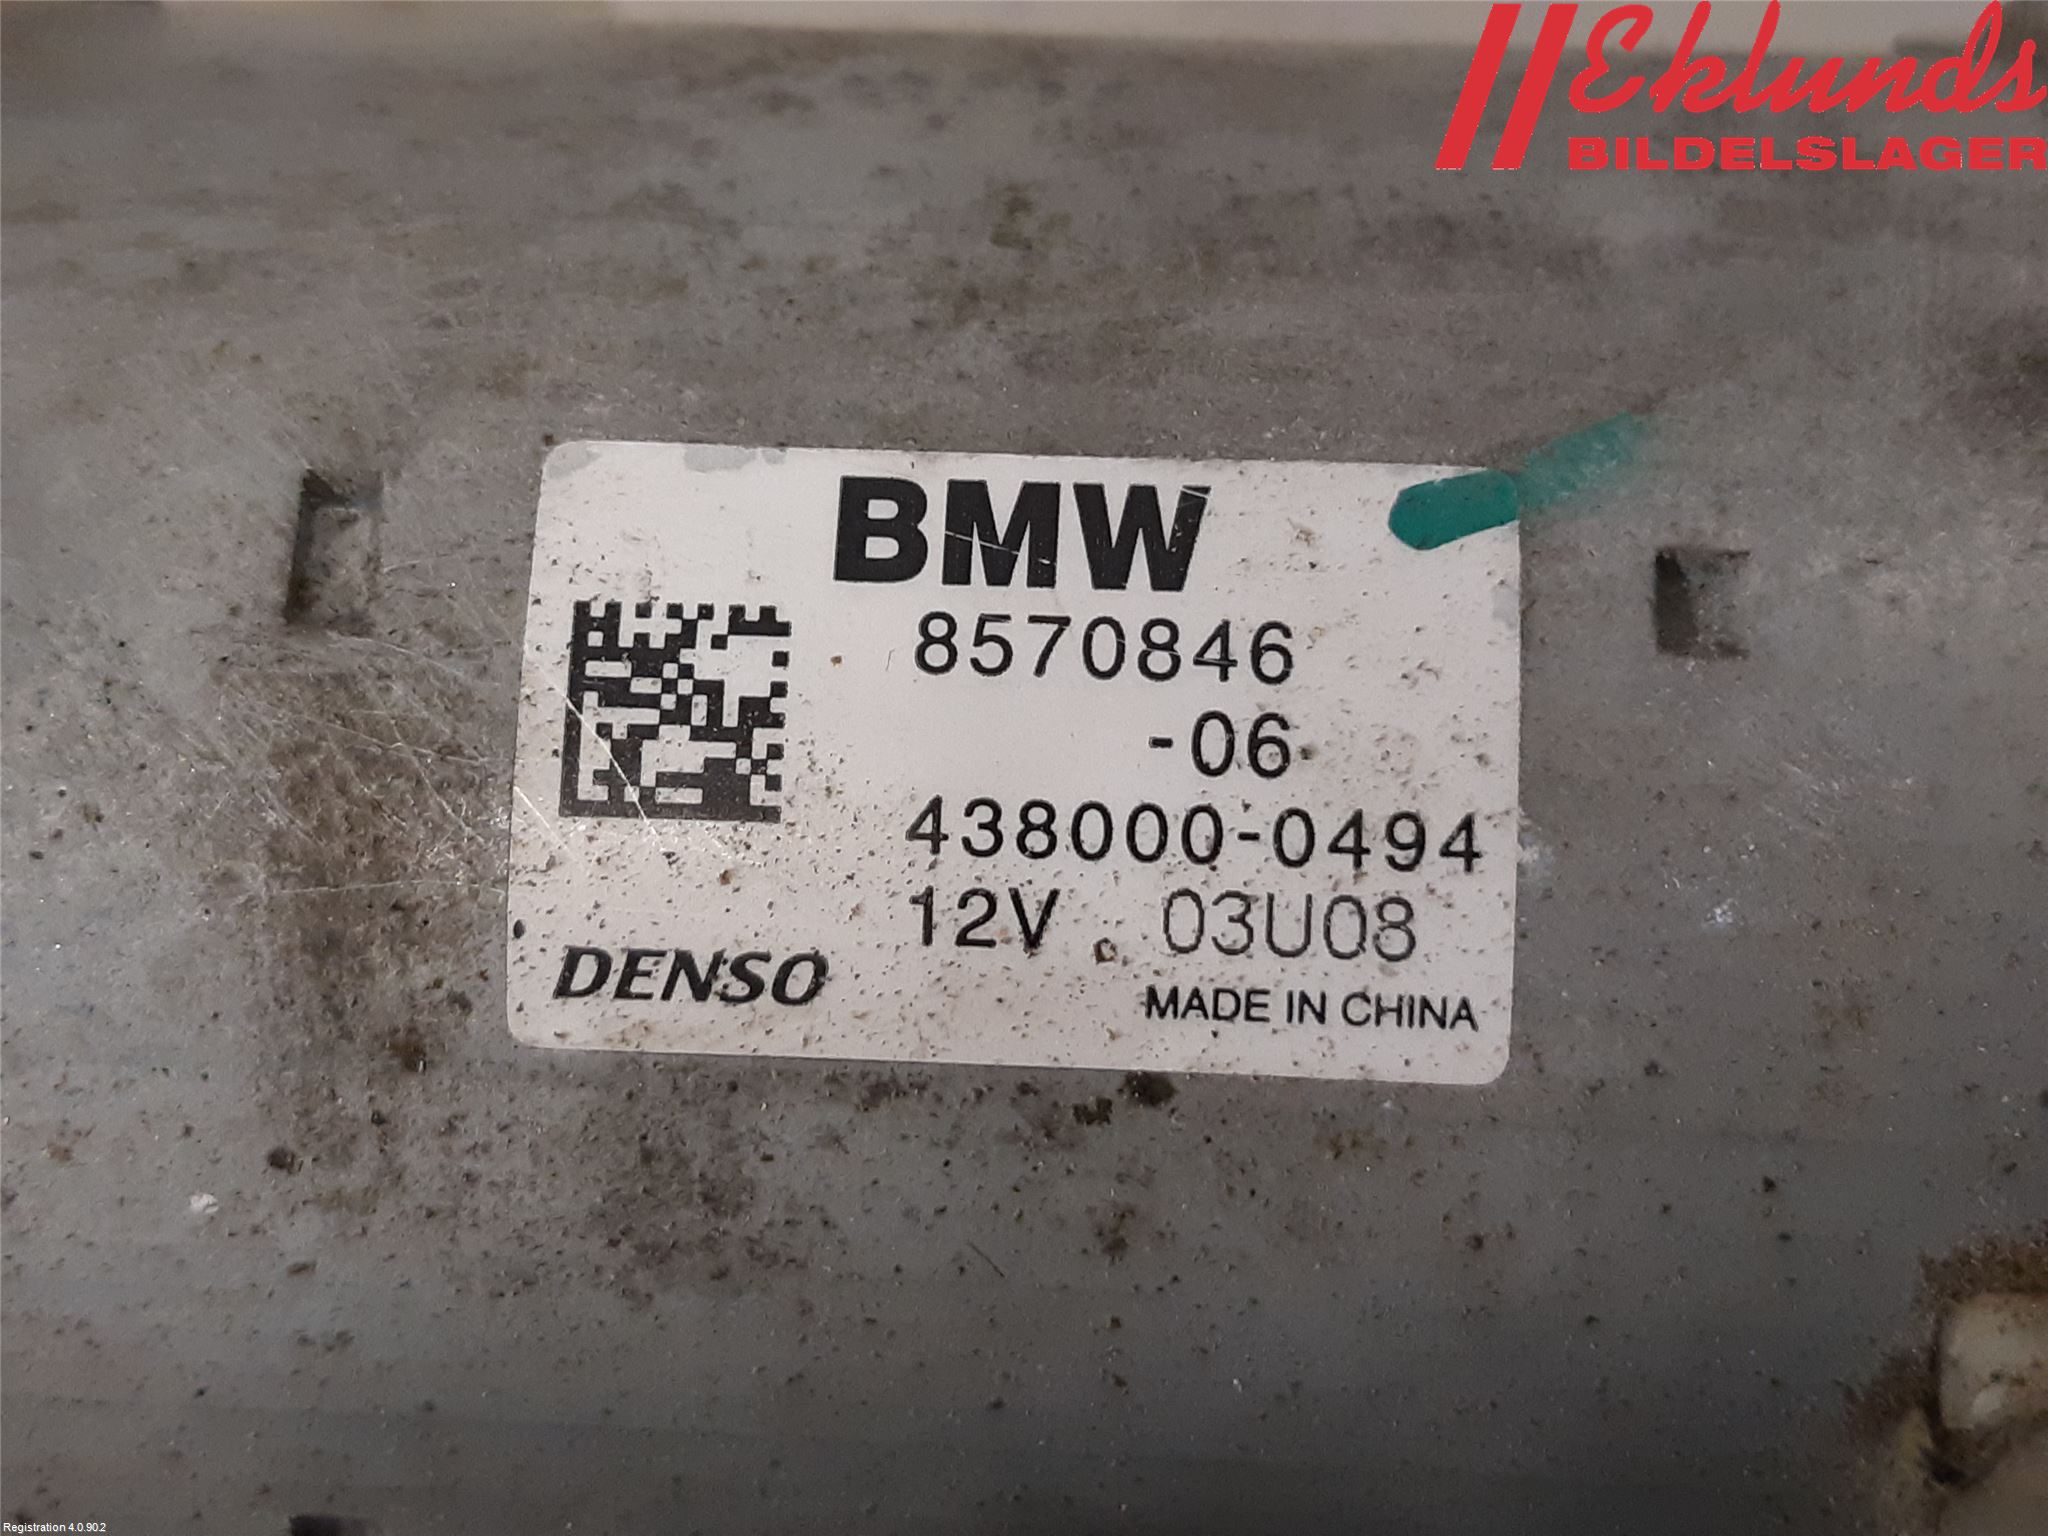 Eklunds
BILDELSLAGER
BMW
8570846
-06
438000-0494
12V 03U08
DENSO
MADE IN CHINA
Registration 4.0.90.2